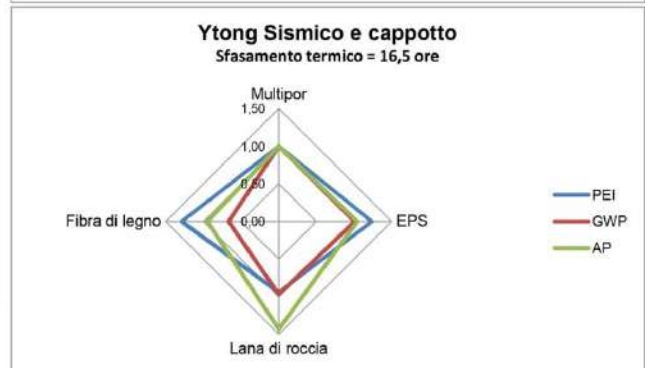 Ytong Sismico e cappotto
Sfasamento termico = 16,5 ore
Multipor
1,50
1,00
0,50
0,00
Fibra di legno
EPS
Lana di roccia
PEI
GWP
AP